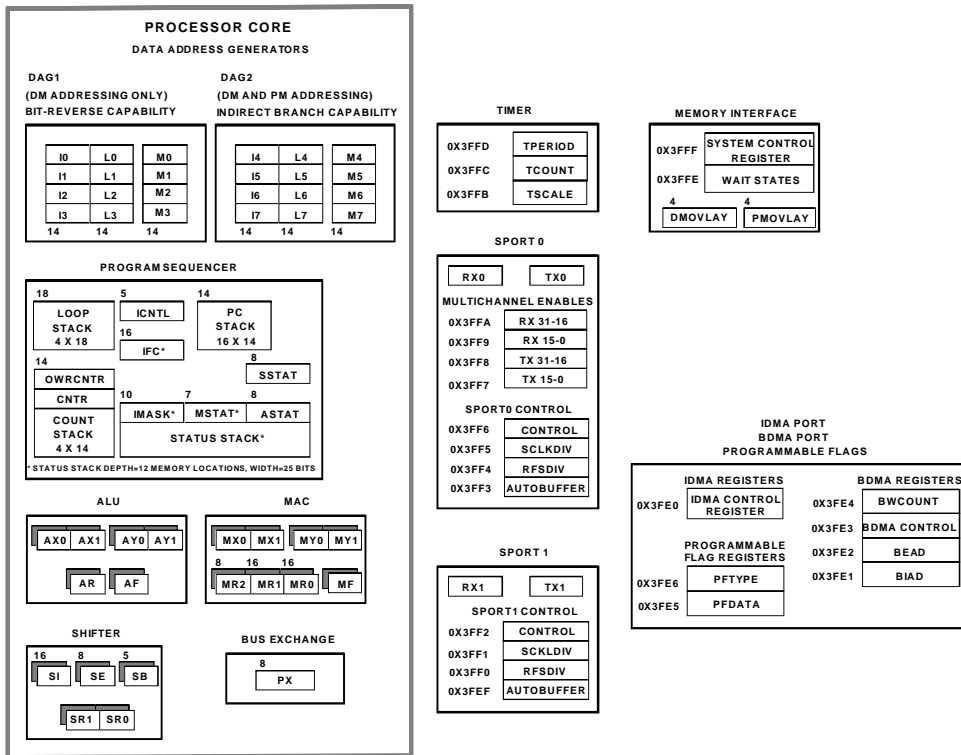 PROCESSOR CORE
DATA ADDRESS GENERATORS
DAG1
(DM ADDRESSING ONLY)
BIT-REVERSE CAPABILITY
DAG2
(DM AND PM ADDRESSING)
INDIRECT BRANCH CAPABILITY
I0 L0 M0
I1 L1 M1
I2 L2 M2
I3 L3 M3
14 14 14
I4 L4 M4
I5 L5 M5
I6 L6 M6
I7 L7 M7
14 14 14
PROGRAM SEQUENCER
18
LOOP
STACK
4 X 18
5
ICNTL
16
IFC*
14
PC
STACK
16 X 14
8
SSTAT
14
OWRCNTR
CNTR
COUNT
STACK
4 X 14
10 7 8
IMASK* MSTAT* ASTAT
STATUS STACK*
* STATUS STACK DEPTH=12 MEMORY LOCATIONS, WIDTH=25 BITS
ALU
AX0 AX1 AY0 AY1
AR AF
MAC
MX0 MX1 MY0 MY1
8 16 16
MR2 MR1 MR0 MF
SHIFTER
16 8 5
SI SE SB
SR1 SR0
BUS EXCHANGE
8
PX
TIMER
0X3FFD TPERIOD
0X3FFC TCOUNT
0X3FFB TSCALE
SPORT 0
RX0 TX0
MULTICHANNEL ENABLES
0X3FFA RX 31-16
0X3FF9 RX 15-0
0X3FF8 TX 31-16
0X3FF7 TX 15-0
SPORT0 CONTROL
0X3FF6 CONTROL
0X3FF5 SCLKDIV
0X3FF4 RFSDIV
0X3FF3 AUTOBUFFER
SPORT 1
RX1 TX1
SPORT1 CONTROL
0X3FF2 CONTROL
0X3FF1 SCKLDIV
0X3FF0 RFSDIV
0X3FEF AUTOBUFFER
MEMORY INTERFACE
0X3FFF SYSTEM CONTROL
REGISTER
0X3FFE WAIT STATES
4 4
DMOVLAY PMOVLAY
IDMA PORT
BDMA PORT
PROGRAMMABLE FLAGS
IDMA REGISTERS
0X3FE0 IDMA CONTROL
REGISTER
PROGRAMMABLE
FLAG REGISTERS
0X3FE6 PFTYPE
0X3FE5 PFDATA
BDMA REGISTERS
0X3FE4 BWCOUNT
0X3FE3 BDMA CONTROL
0X3FE2 BEAD
0X3FE1 BIAD